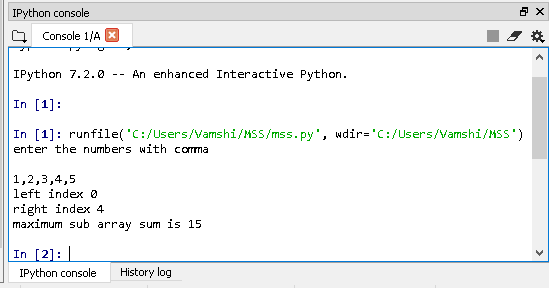 IPython console
Console 1/A
IPython 7.2.0 -- An enhanced Interactive Python.
In [1]:
In [1]: runfile('C:/Users/Vamshi/MSS/mss.py', wdir='C:/Users/Vamshi/MSS')
enter the numbers with comma
1,2,3,4,5
left index 0
right index 4
maximum sub array sum is 15
In [2]:
IPython console
History log